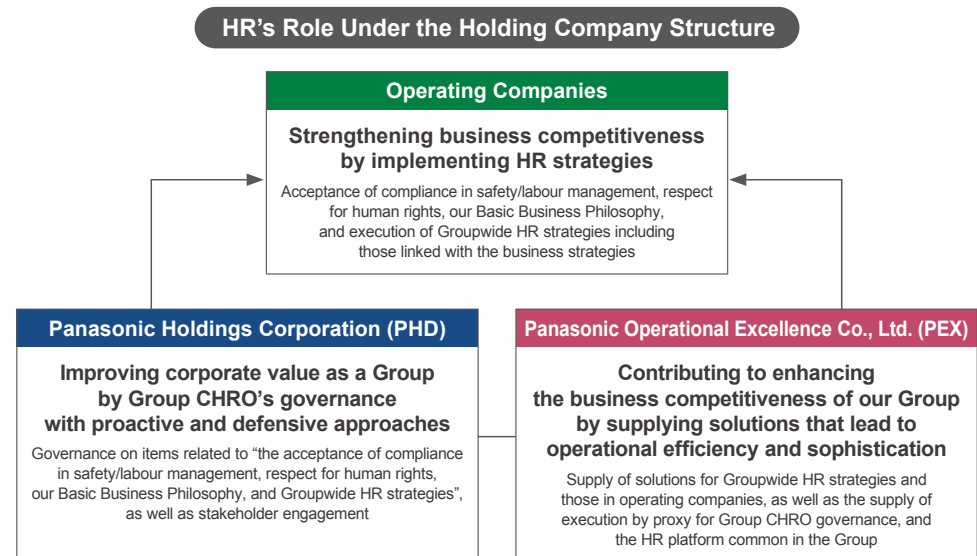 HR's Role Under the Holding Company Structure
Operating Companies
Strengthening business competitiveness
by implementing HR strategies
Acceptance of compliance in safety/labour management, respect
for human rights, our Basic Business Philosophy,
and execution of Groupwide HR strategies including
those linked with the business strategies
Panasonic Holdings Corporation (PHD)
Improving corporate value as a Group
by Group CHRO's governance
with proactive and defensive approaches
Governance on items related to “the acceptance of compliance
in safety/labour management, respect for human rights,
our Basic Business Philosophy, and Groupwide HR strategies”,
as well as stakeholder engagement
Panasonic Operational Excellence Co., Ltd. (PEX)
Contributing to enhancing
the business competitiveness of our Group
by supplying solutions that lead to
operational efficiency and sophistication
Supply of solutions for Groupwide HR strategies and
those in operating companies, as well as the supply of
execution by proxy for Group CHRO governance, and
the HR platform common in the Group